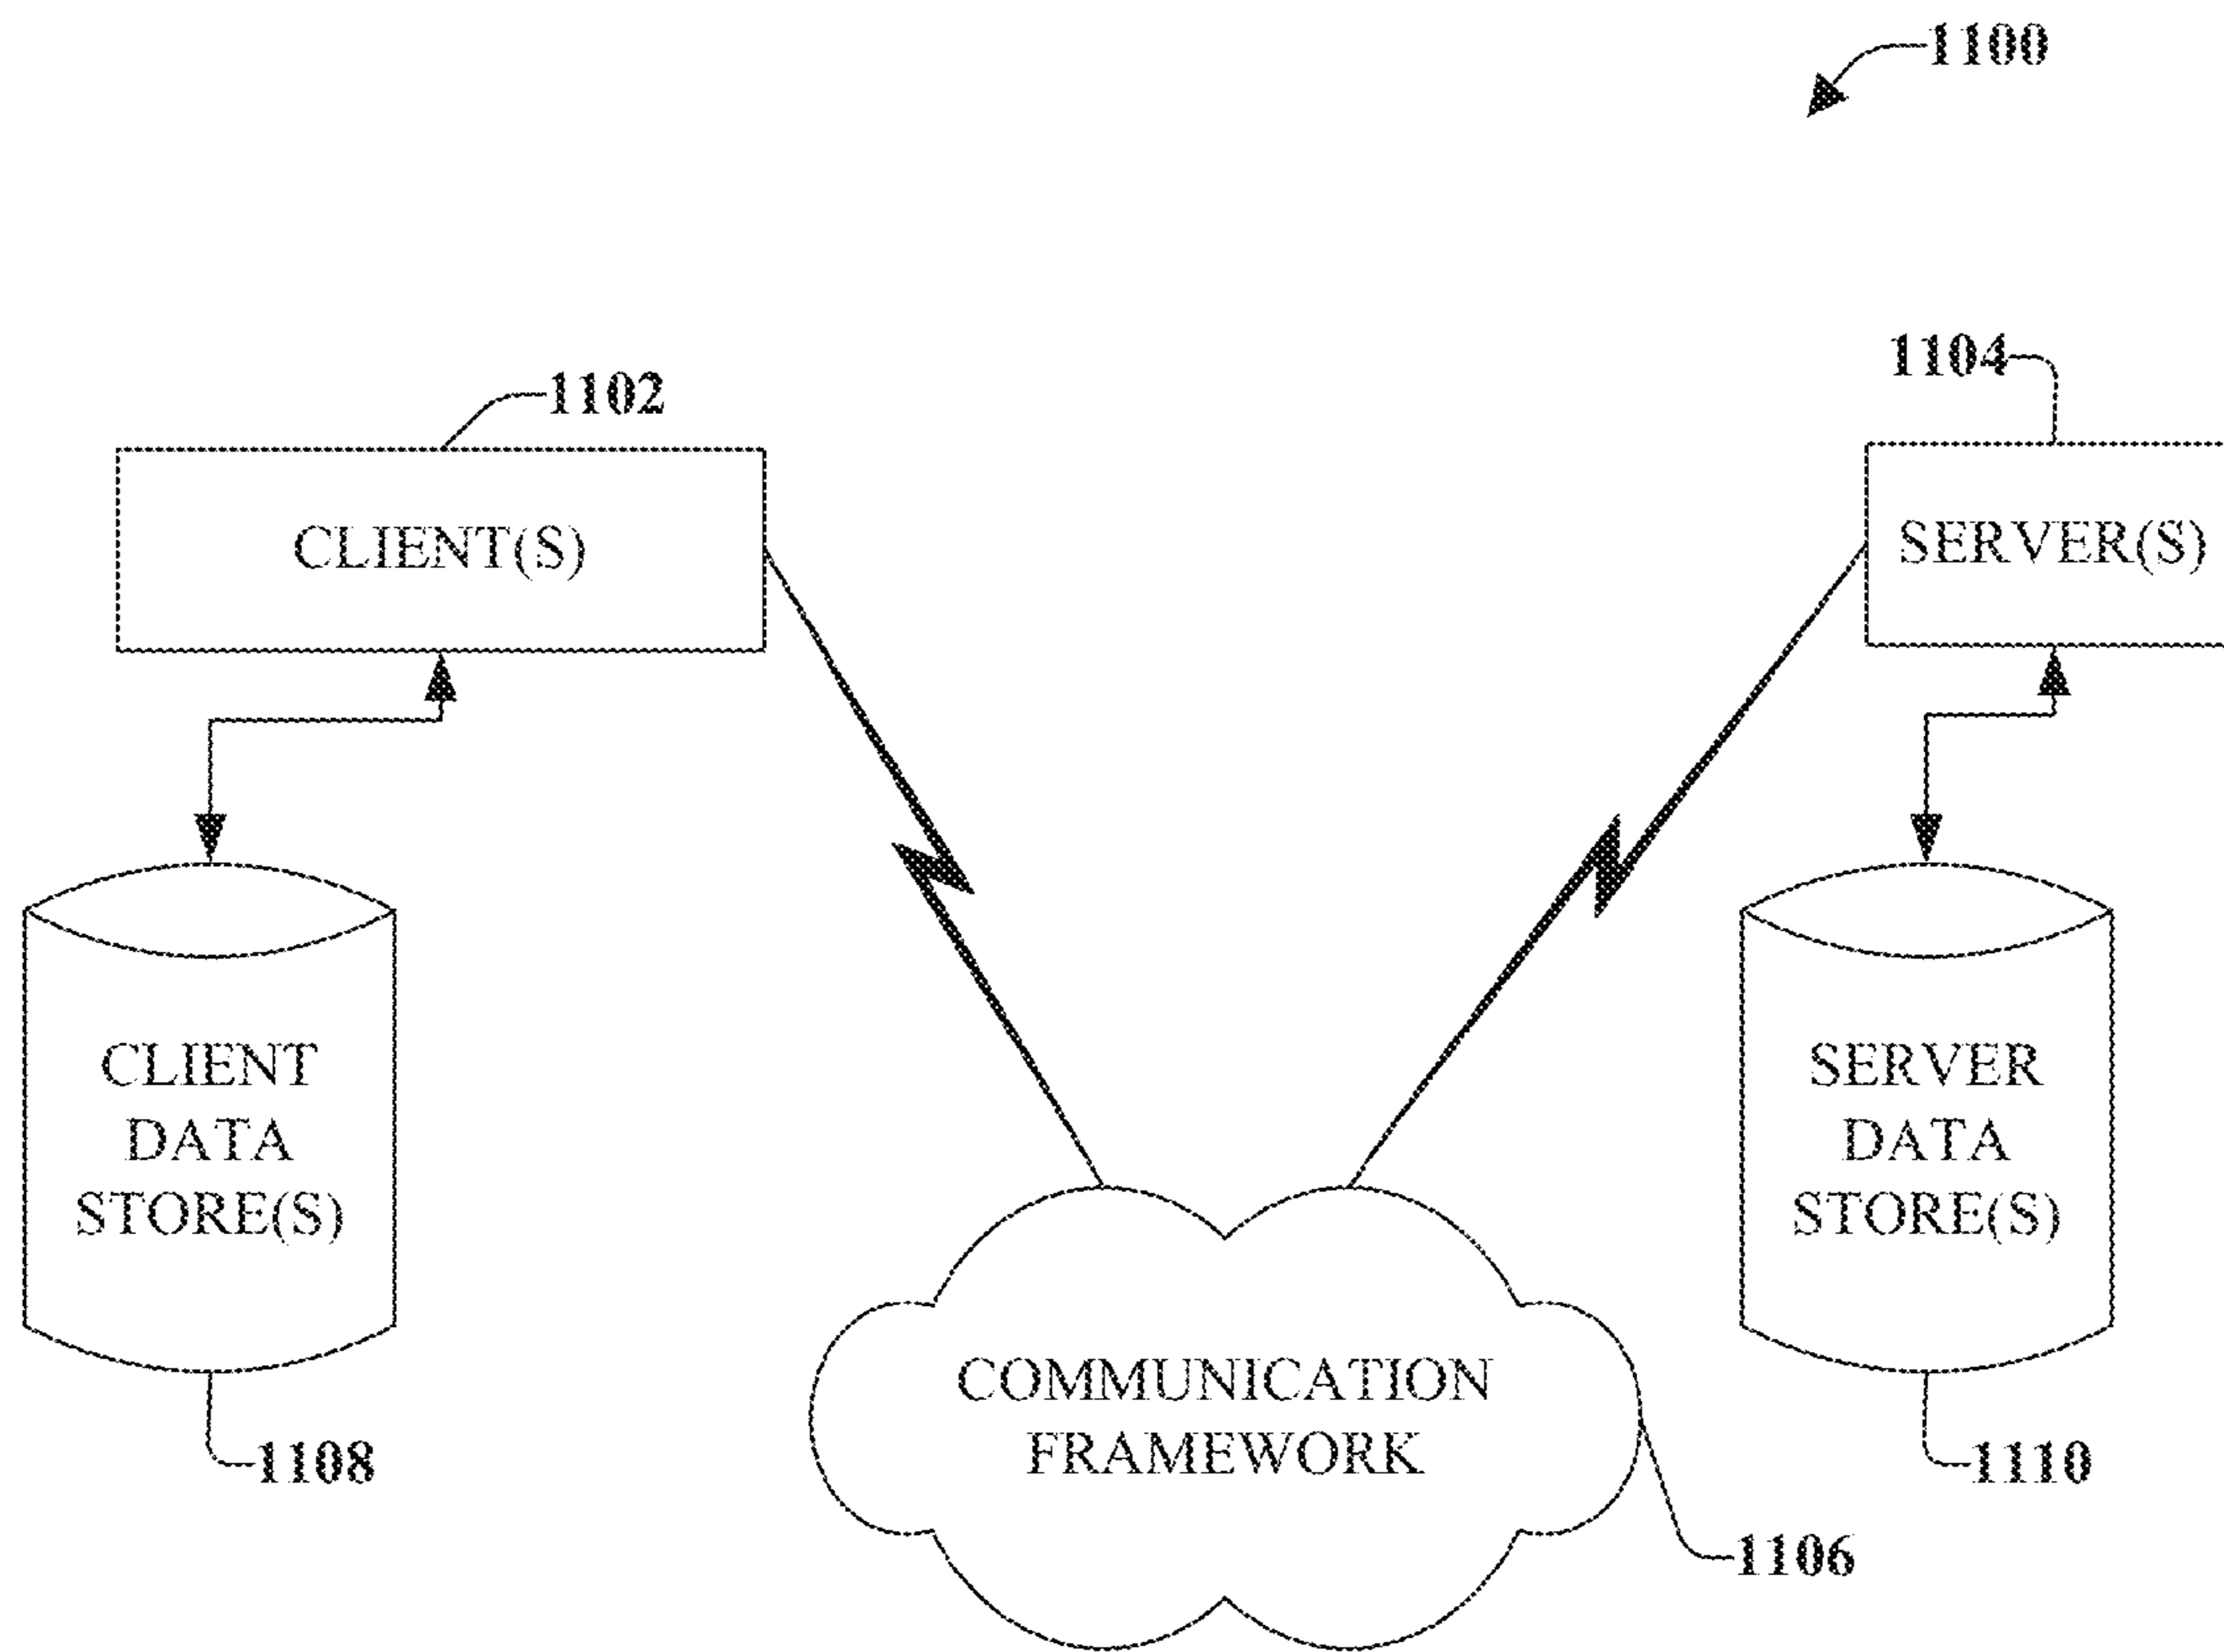 1100
1104
1102
CLIENT(S)
SERVER(S)
CLIENT
DATA
STORE(S)
SERVER
DATA
STORE(S)
COMMUNICATION
FRAMEWORK
1108
1110
1106